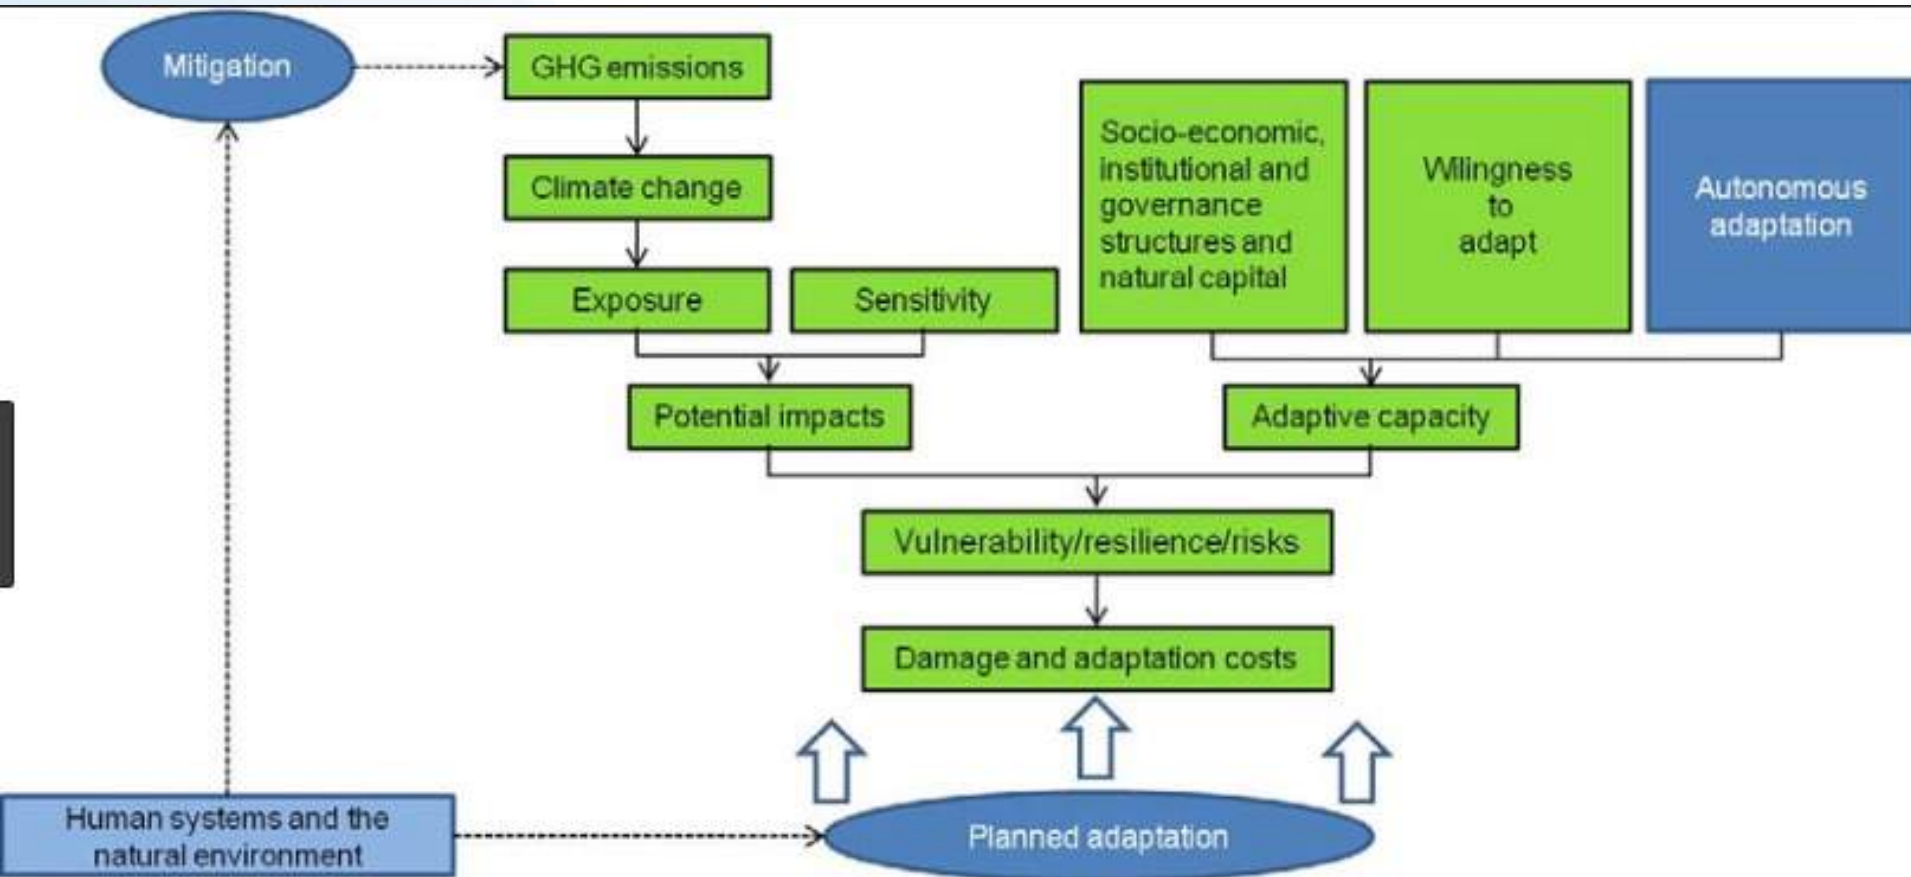 Mitigation
GHG emissions
Climate change
Exposure
Sensitivity
Socio-economic,
institutional and
governance
structures and
natural capital
Wilingness
to
adapt
Autonomous
adaptation
Potential impacts
Adaptive capacity
Vulnerability/resilience/risks
Damage and adaptation costs
Human systems and the
natural environment
Planned adaptation